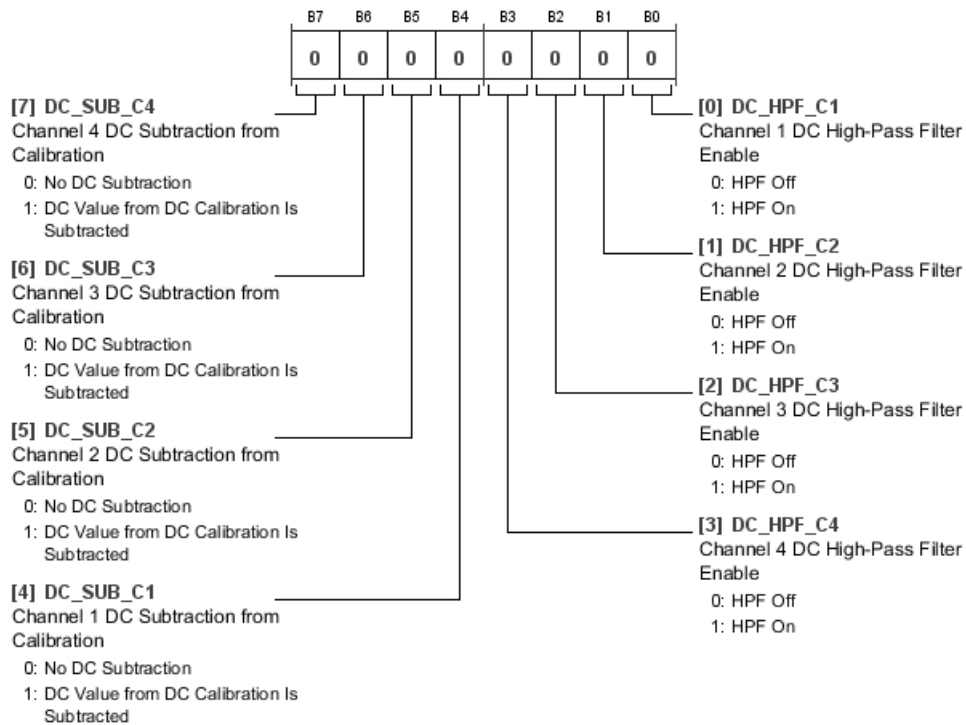 B7 B6 B5 B4 B3 B2 B1 B0
0 0 0 0 0 0 0 0
[7] DC_SUB_C4
Channel 4 DC Subtraction from
Calibration
0: No DC Subtraction
1: DC Value from DC Calibration Is
Subtracted
[6] DC_SUB_C3
Channel 3 DC Subtraction from
Calibration
0: No DC Subtraction
1: DC Value from DC Calibration Is
Subtracted
[5] DC_SUB_C2
Channel 2 DC Subtraction from
Calibration
0: No DC Subtraction
1: DC Value from DC Calibration Is
Subtracted
[4] DC_SUB_C1
Channel 1 DC Subtraction from
Calibration
0: No DC Subtraction
1: DC Value from DC Calibration Is
Subtracted
[0] DC_HPF_C1
Channel 1 DC High-Pass Filter
Enable
0: HPF Off
1: HPF On
[1] DC_HPF_C2
Channel 2 DC High-Pass Filter
Enable
0: HPF Off
1: HPF On
[2] DC_HPF_C3
Channel 3 DC High-Pass Filter
Enable
0: HPF Off
1: HPF On
[3] DC_HPF_C4
Channel 4 DC High-Pass Filter
Enable
0: HPF Off
1: HPF On